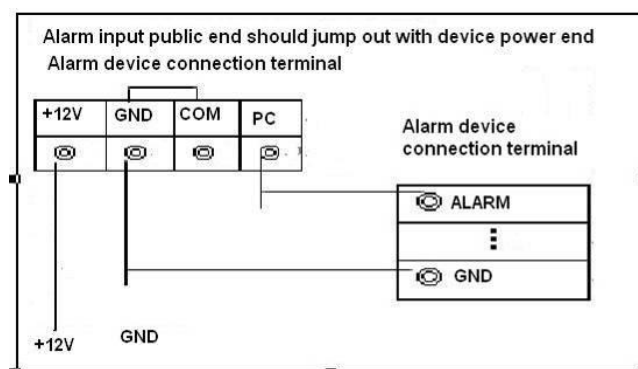 Alarm input public end should jump out with device power end
Alarm device connection terminal
+12V GND COM PC
Alarm device
connection terminal
ALARM
GND
+12V GND